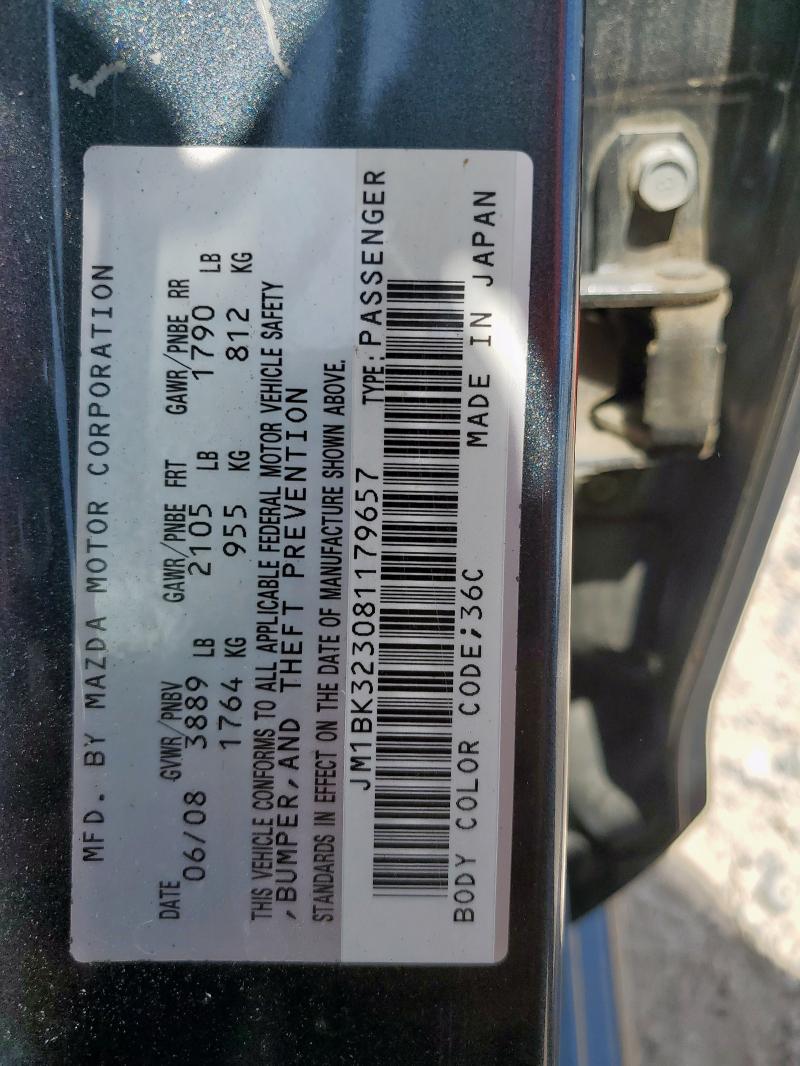 MFD. BY MAZDA MOTOR CORPORATION
DATE GVWR/PNBV GAWR/PNBE FRT GAWR/PNBE RR
06/08 3889 LB 2105 LB 1790 LB
1764 KG 955 KG 812 KG
THIS VEHICLE CONFORMS TO ALL APPLICABLE FEDERAL MOTOR VEHICLE SAFETY
,BUMPER,AND THEFT PREVENTION
STANDARDS IN EFFECT ON THE DATE OF MANUFACTURE SHOWN ABOVE.
JM1BK323081179657 TYPE:PASSENGER
BODY COLOR CODE;36C MADE IN JAPAN